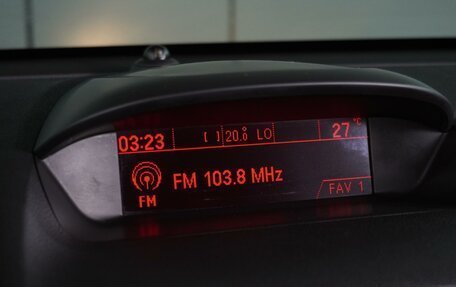 03:23 [ ] 20.0 LO 27 °C
FM 103.8 MHz
FM FAV 1